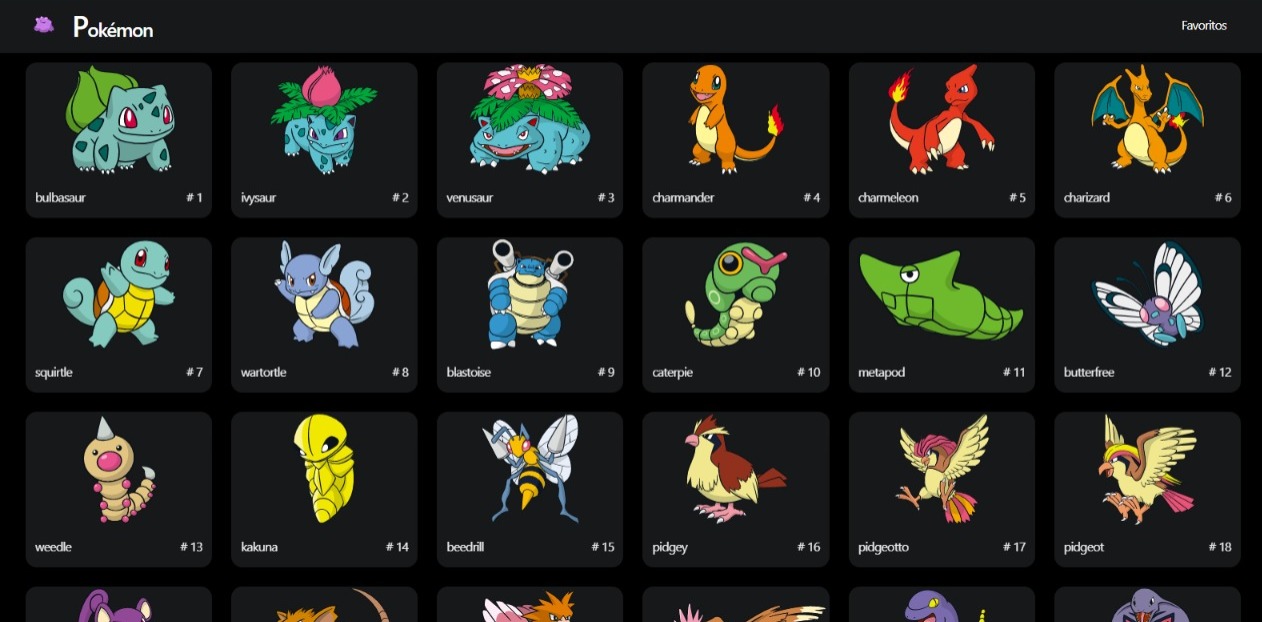 Pokémon Favoritos
bulbasaur # 1 ivysaur # 2 venusaur # 3 charmander # 4 charmeleon # 5 charizard # 6
squirtle # 7 wartortle # 8 blastoise # 9 caterpie # 10 metapod # 11 butterfree # 12
weedle # 13 kakuna # 14 beedrill # 15 pidgey # 16 pidgeotto # 17 pidgeot # 18